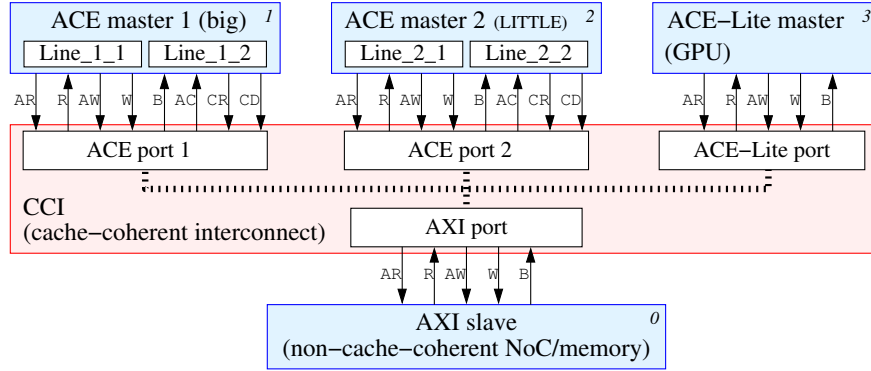 ACE master 1 (big) 1
Line_1_1 Line_1_2
ACE master 2 (LITTLE) 2
Line_2_1 Line_2_2
ACE−Lite master 3
(GPU)
AR R AW W B AC CR CD
AR R AW W B AC CR CD
AR R AW W B
ACE port 1
ACE port 2
ACE−Lite port
CCI
(cache−coherent interconnect)
AXI port
AR R AW W B
AXI slave 0
(non−cache−coherent NoC/memory)